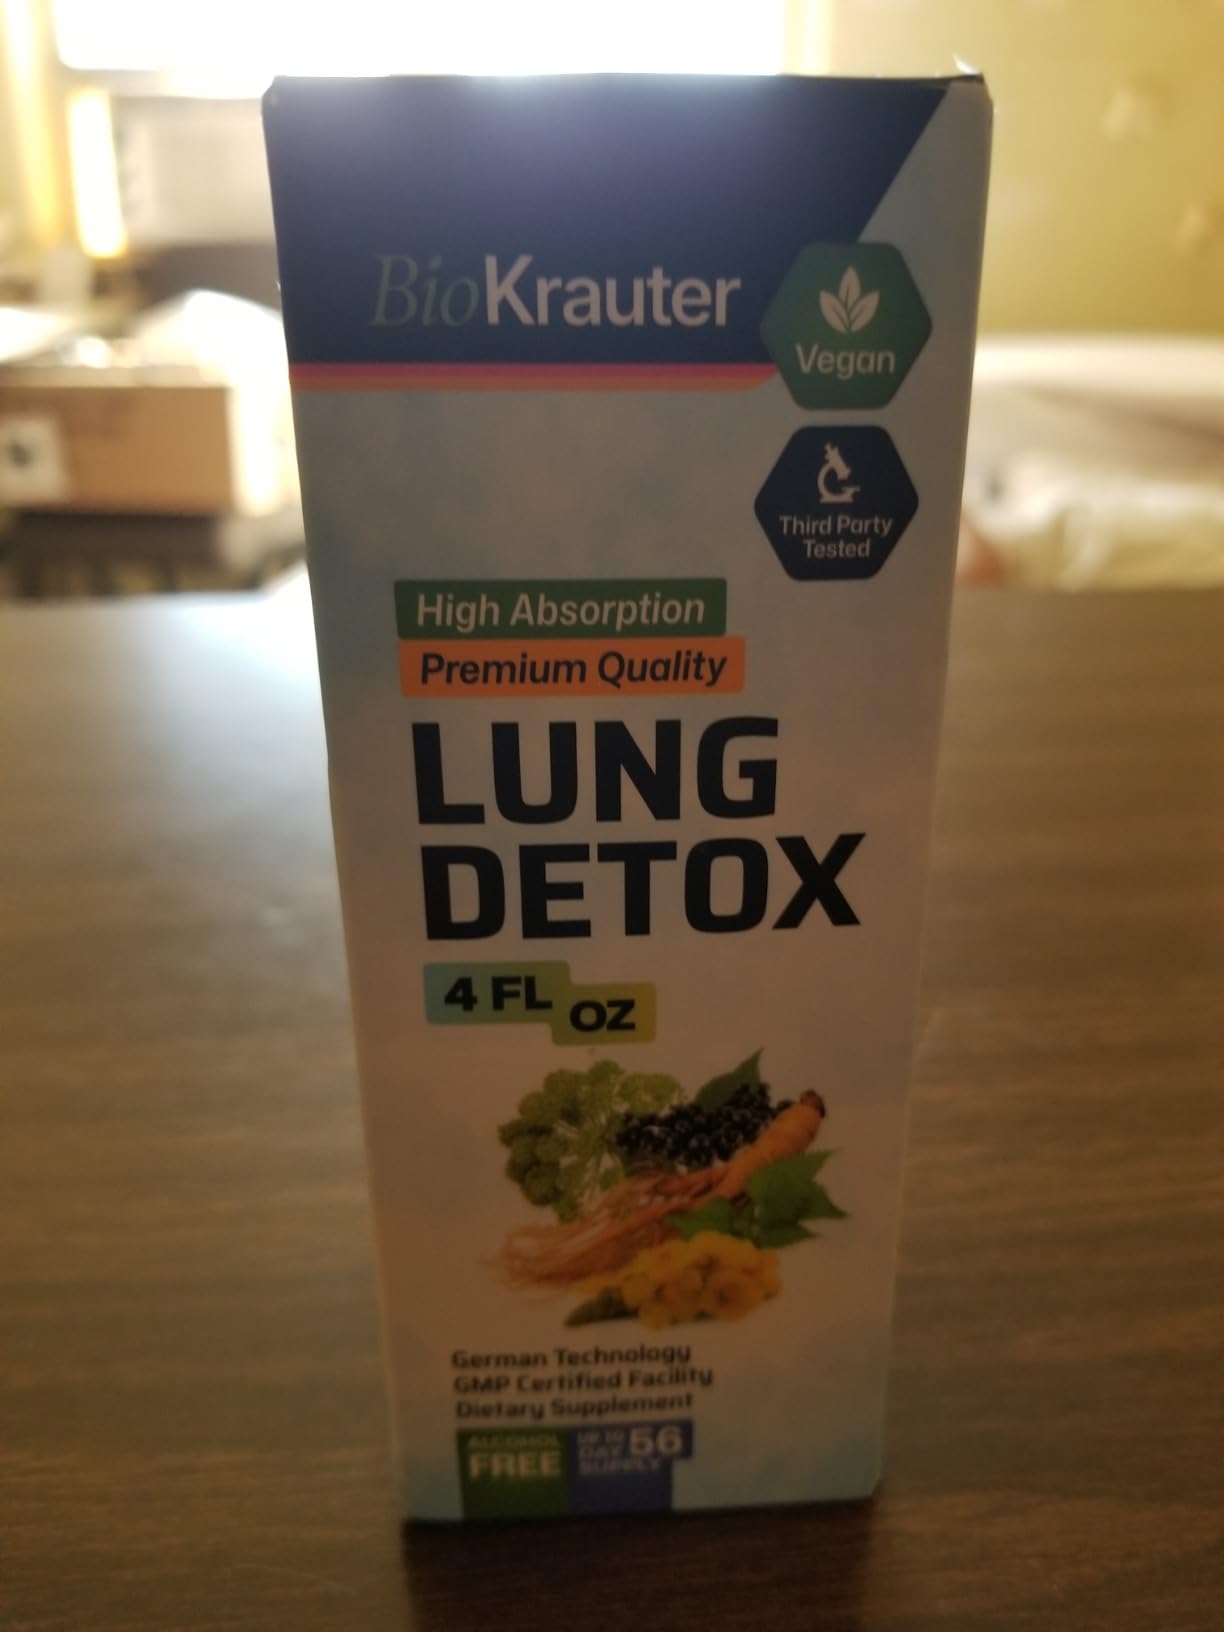 BioKrauter
Vegan
Third Party
Tested
High Absorption
Premium Quality
LUNG
DETOX
4 FL OZ
German Technology
GMP Certified Facility
Dietary Supplement
ALCOHOL
FREE
UP TO 56
DAY
SUPPLY